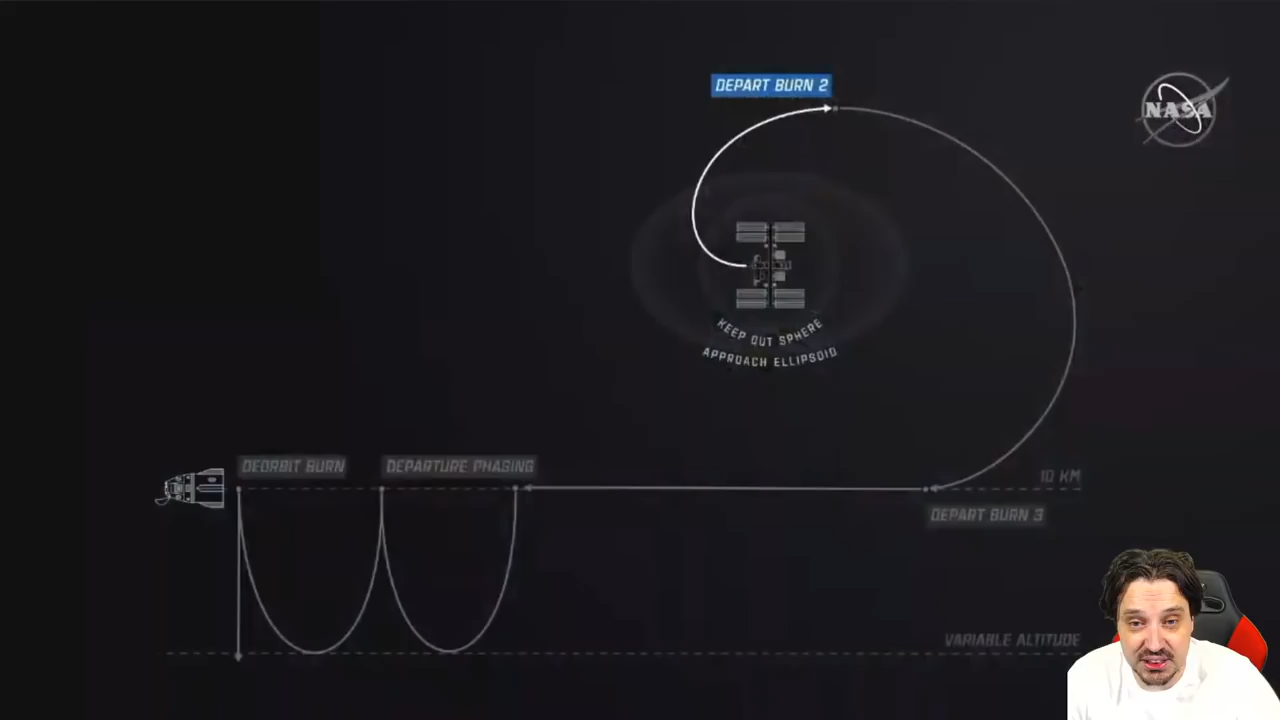 DEPART BURN 2
NASA
KEEP OUT SPHERE
APPROACH ELLIPSOID
DEORBIT BURN
DEPARTURE PHASING
10 KM
DEPART BURN 3
VARIABLE ALTITUDE